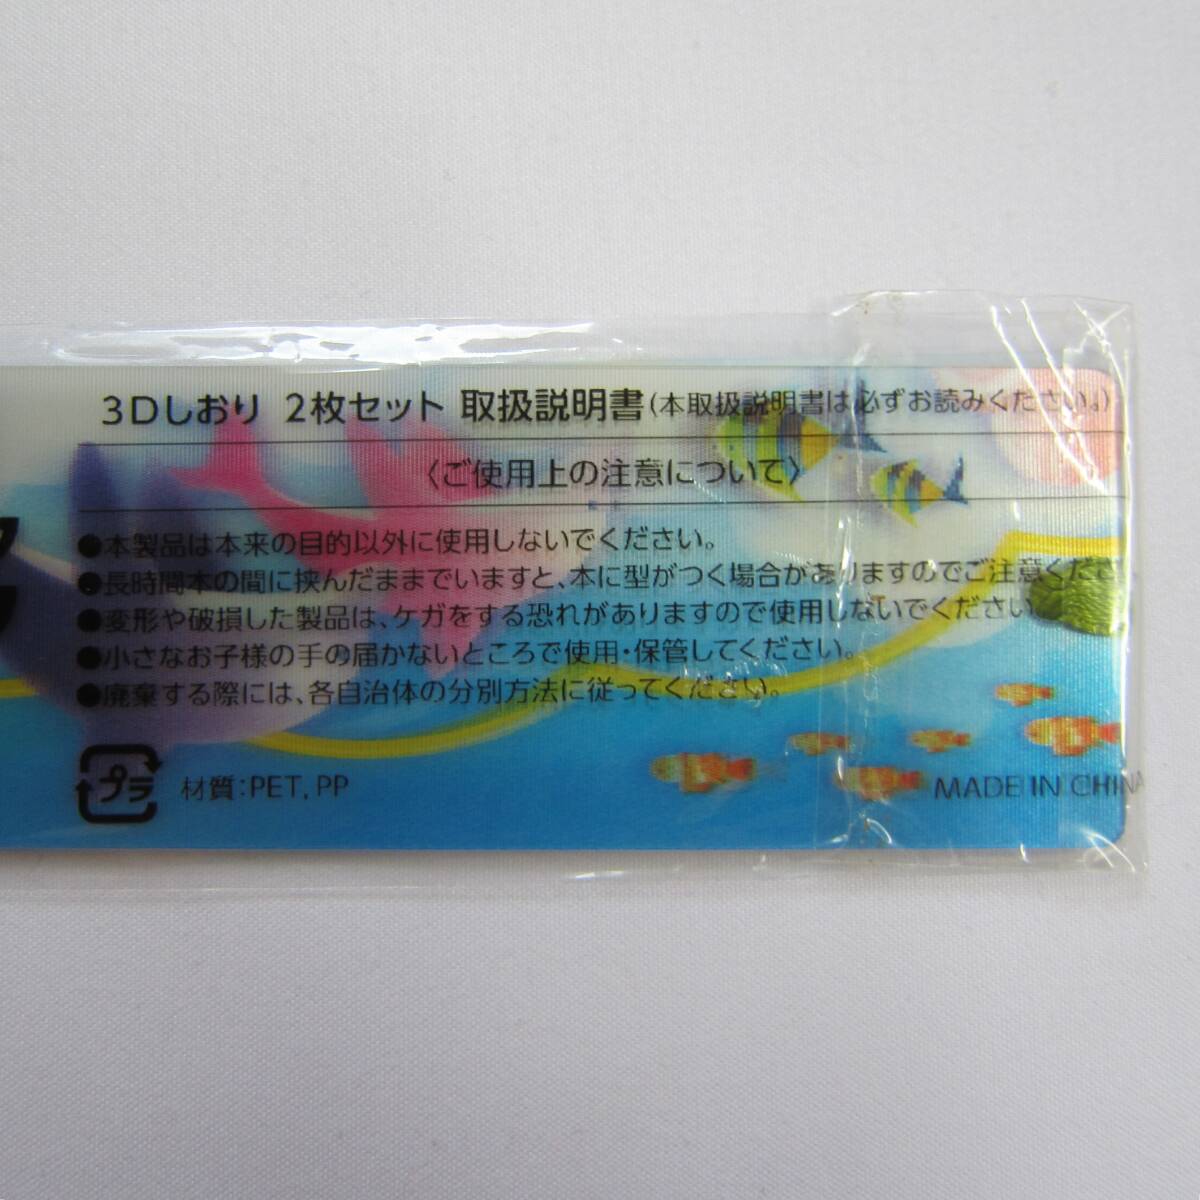 3Dしおり 2枚セット 取扱説明書(本取扱説明書は必ずお読みください。)
〈ご使用上の注意について〉
●本製品は本来の目的以外に使用しないでください。
●長時間本の間に挟んだままでいますと、本に型がつく場合がありますのでご注意くださ
●変形や破損した製品は、ケガをする恐れがありますので使用しないでください
●小さなお子様の手の届かないところで使用・保管してください。
●廃棄する際には、各自治体の分別方法に従ってください。
プラ 材質:PET, PP MADE IN CHINA